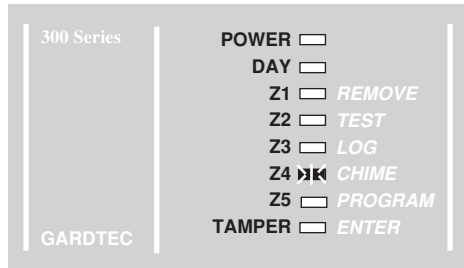 300 Series
POWER
DAY
Z1 REMOVE
Z2 TEST
Z3 LOG
Z4 CHIME
Z5 PROGRAM
TAMPER ENTER
GARDTEC